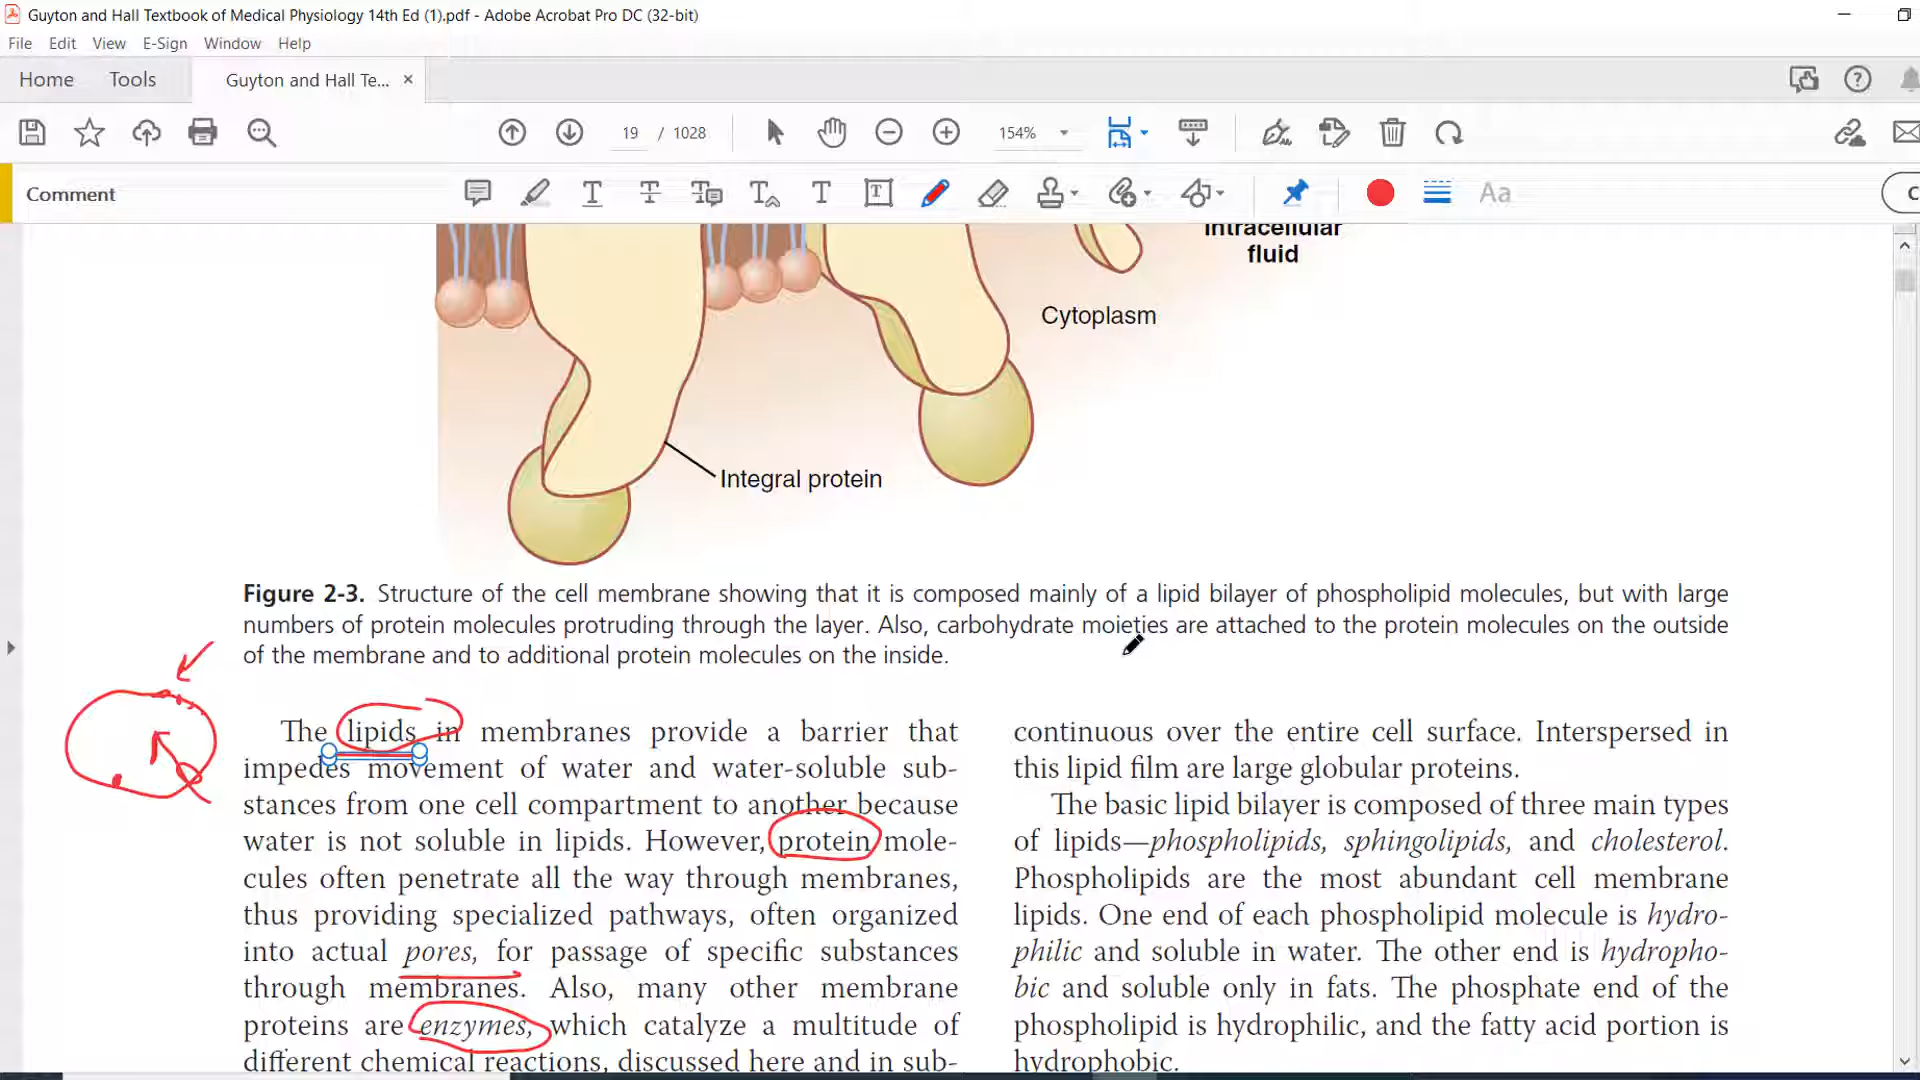 Guyton and Hall Textbook of Medical Physiology 14th Ed (1).pdf - Adobe Acrobat Pro DC (32-bit)
File Edit View E-Sign Window Help
Home Tools Guyton and Hall Te... ×
19 / 1028 154%
Comment Aa C
Intracellular
fluid
Cytoplasm
Integral protein
Figure 2-3. Structure of the cell membrane showing that it is composed mainly of a lipid bilayer of phospholipid molecules, but with large
numbers of protein molecules protruding through the layer. Also, carbohydrate moieties are attached to the protein molecules on the outside
of the membrane and to additional protein molecules on the inside.
The lipids in membranes provide a barrier that
impedes movement of water and water-soluble sub-
stances from one cell compartment to another because
water is not soluble in lipids. However, protein mole-
cules often penetrate all the way through membranes,
thus providing specialized pathways, often organized
into actual pores, for passage of specific substances
through membranes. Also, many other membrane
proteins are enzymes, which catalyze a multitude of
different chemical reactions, discussed here and in sub-
continuous over the entire cell surface. Interspersed in
this lipid film are large globular proteins.
The basic lipid bilayer is composed of three main types
of lipids—phospholipids, sphingolipids, and cholesterol.
Phospholipids are the most abundant cell membrane
lipids. One end of each phospholipid molecule is hydro-
philic and soluble in water. The other end is hydropho-
bic and soluble only in fats. The phosphate end of the
phospholipid is hydrophilic, and the fatty acid portion is
hydrophobic.